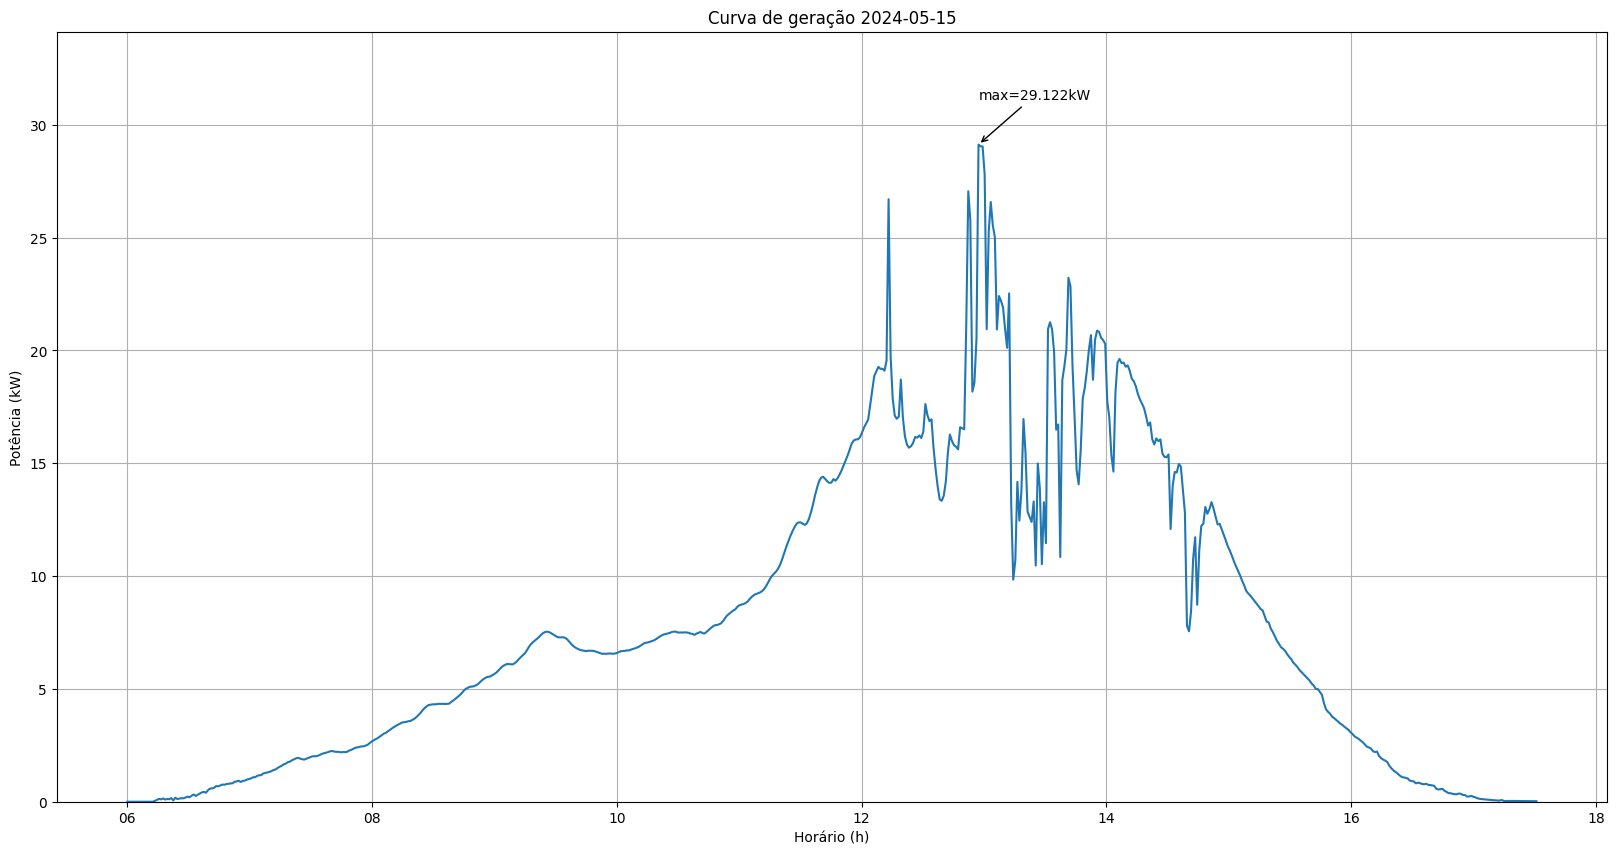 Curva de geração 2024-05-15
max=29.122kW
30
25
20
15
10
5
0
Potência (kW)
06 08 10 12 14 16 18
Horário (h)